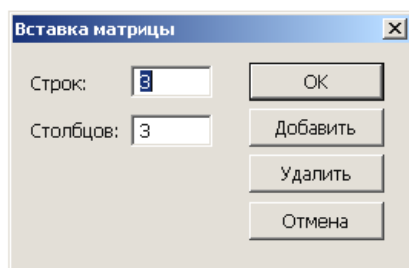 Вставка матрицы
Строк: 3
Столбцов: 3
OK
Добавить
Удалить
Отмена